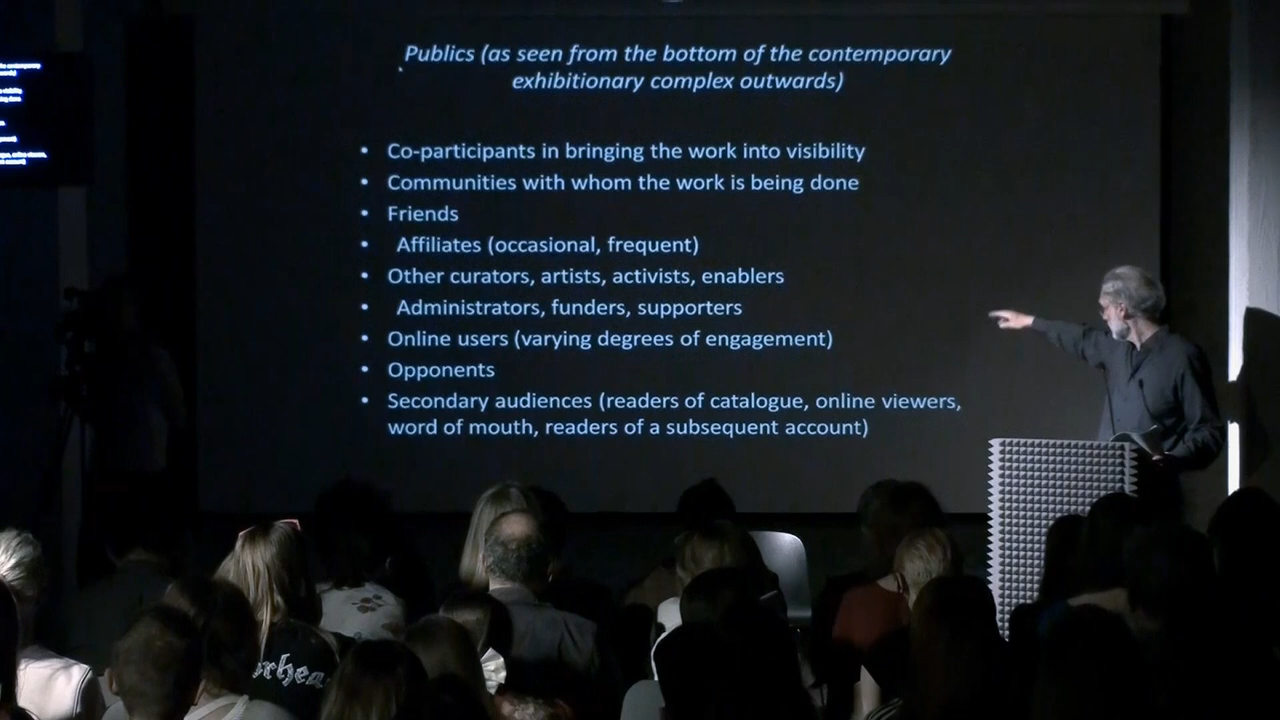 Publics (as seen from the bottom of the contemporary
exhibitionary complex outwards)
• Co-participants in bringing the work into visibility
• Communities with whom the work is being done
• Friends
• Affiliates (occasional, frequent)
• Other curators, artists, activists, enablers
• Administrators, funders, supporters
• Online users (varying degrees of engagement)
• Opponents
• Secondary audiences (readers of catalogue, online viewers,
word of mouth, readers of a subsequent account)